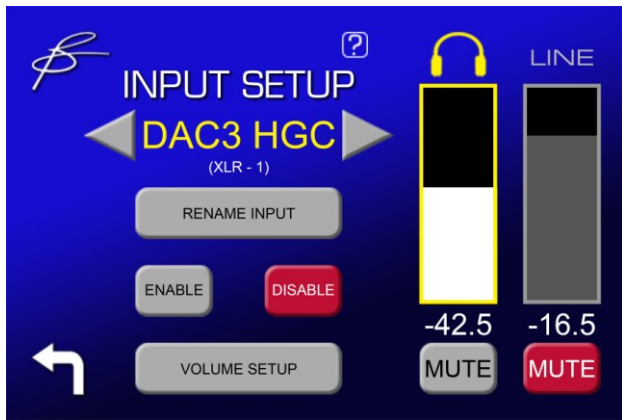 ?
INPUT SETUP
DAC3 HGC
(XLR - 1)
RENAME INPUT
ENABLE DISABLE
VOLUME SETUP
LINE
-42.5 -16.5
MUTE MUTE